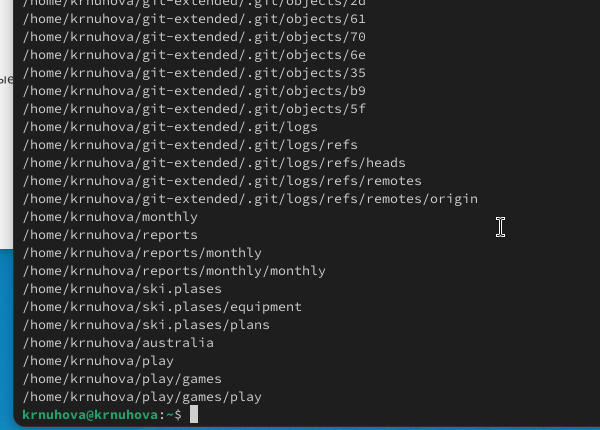 /home/krnuhova/git-extended/.git/objects/2d
/home/krnuhova/git-extended/.git/objects/61
/home/krnuhova/git-extended/.git/objects/70
/home/krnuhova/git-extended/.git/objects/6e
/home/krnuhova/git-extended/.git/objects/35
/home/krnuhova/git-extended/.git/objects/b9
/home/krnuhova/git-extended/.git/objects/5f
/home/krnuhova/git-extended/.git/logs
/home/krnuhova/git-extended/.git/logs/refs
/home/krnuhova/git-extended/.git/logs/refs/heads
/home/krnuhova/git-extended/.git/logs/refs/remotes
/home/krnuhova/git-extended/.git/logs/refs/remotes/origin
/home/krnuhova/monthly
/home/krnuhova/reports
/home/krnuhova/reports/monthly
/home/krnuhova/reports/monthly/monthly
/home/krnuhova/ski.plases
/home/krnuhova/ski.plases/equipment
/home/krnuhova/ski.plases/plans
/home/krnuhova/australia
/home/krnuhova/play
/home/krnuhova/play/games
/home/krnuhova/play/games/play
krnuhova@krnuhova:~$